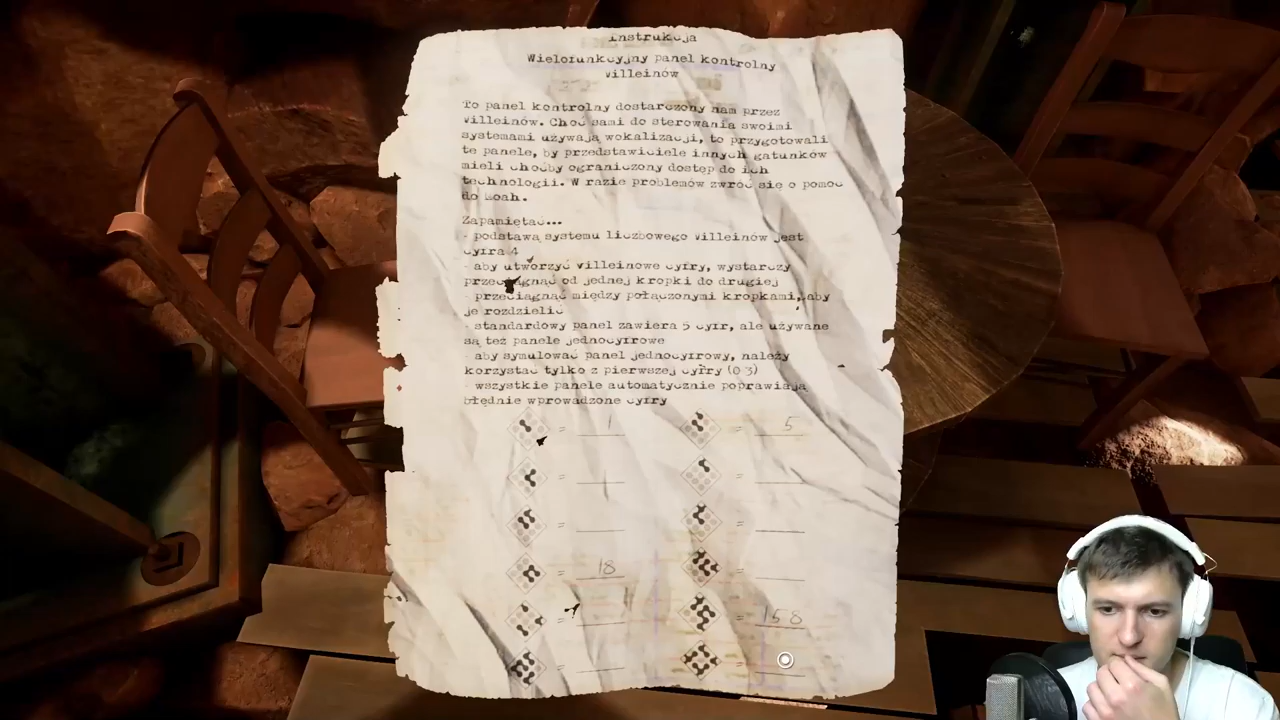 Instrukcja
Wielofunkcyjny panel kontrolny
Villeinów
To panel kontrolny dostarczony nam przez
Villeinów. Choć sami do sterowania swoimi
systemami używają wokalizacji, to przygotowali
te panele, by przedstawiciele innych gatunków
mieli choćby ograniczony dostęp do ich
technologii. W razie problemów zwróć się o pomoc
do Loah.
Zapamiętać...
- podstawą systemu liczbowego Villeinów jest
cyfra 4
- aby utworzyć villeinowe cyfry, wystarczy
przeciągnąć od jednej kropki do drugiej
- przeciągnąć między połączonymi kropkami, aby
je rozdzielić
- standardowy panel zawiera 5 cyfr, ale używane
są też panele jednocyfrowe
- aby symulować panel jednocyfrowy, należy
korzystać tylko z pierwszej cyfry (0 3)
- wszystkie panele automatycznie poprawiają
błędnie wprowadzone cyfry
= 1 = 5
= =
= =
= 18 =
= = 158
= =